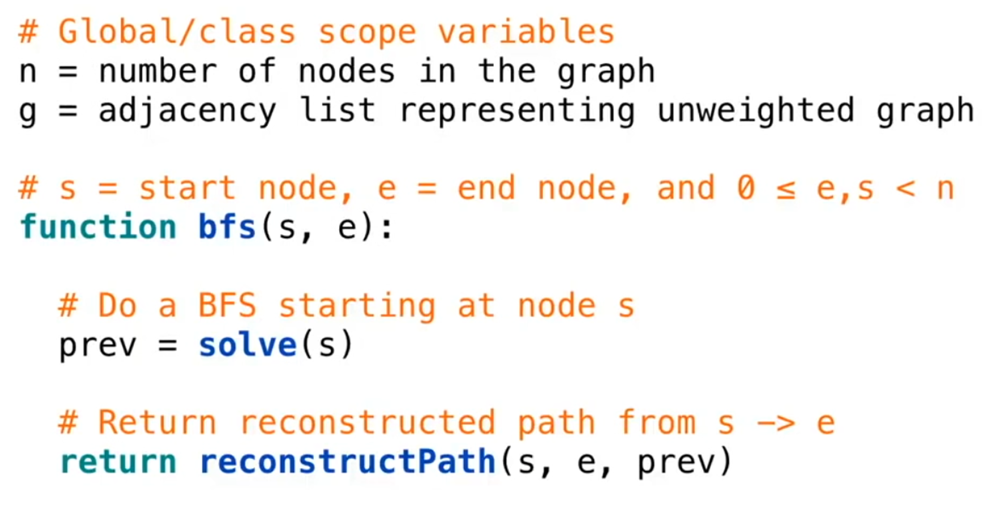 # Global/class scope variables
n = number of nodes in the graph
g = adjacency list representing unweighted graph
# s = start node, e = end node, and 0 ≤ e,s < n
function bfs(s, e):
# Do a BFS starting at node s
prev = solve(s)
# Return reconstructed path from s -> e
return reconstructPath(s, e, prev)